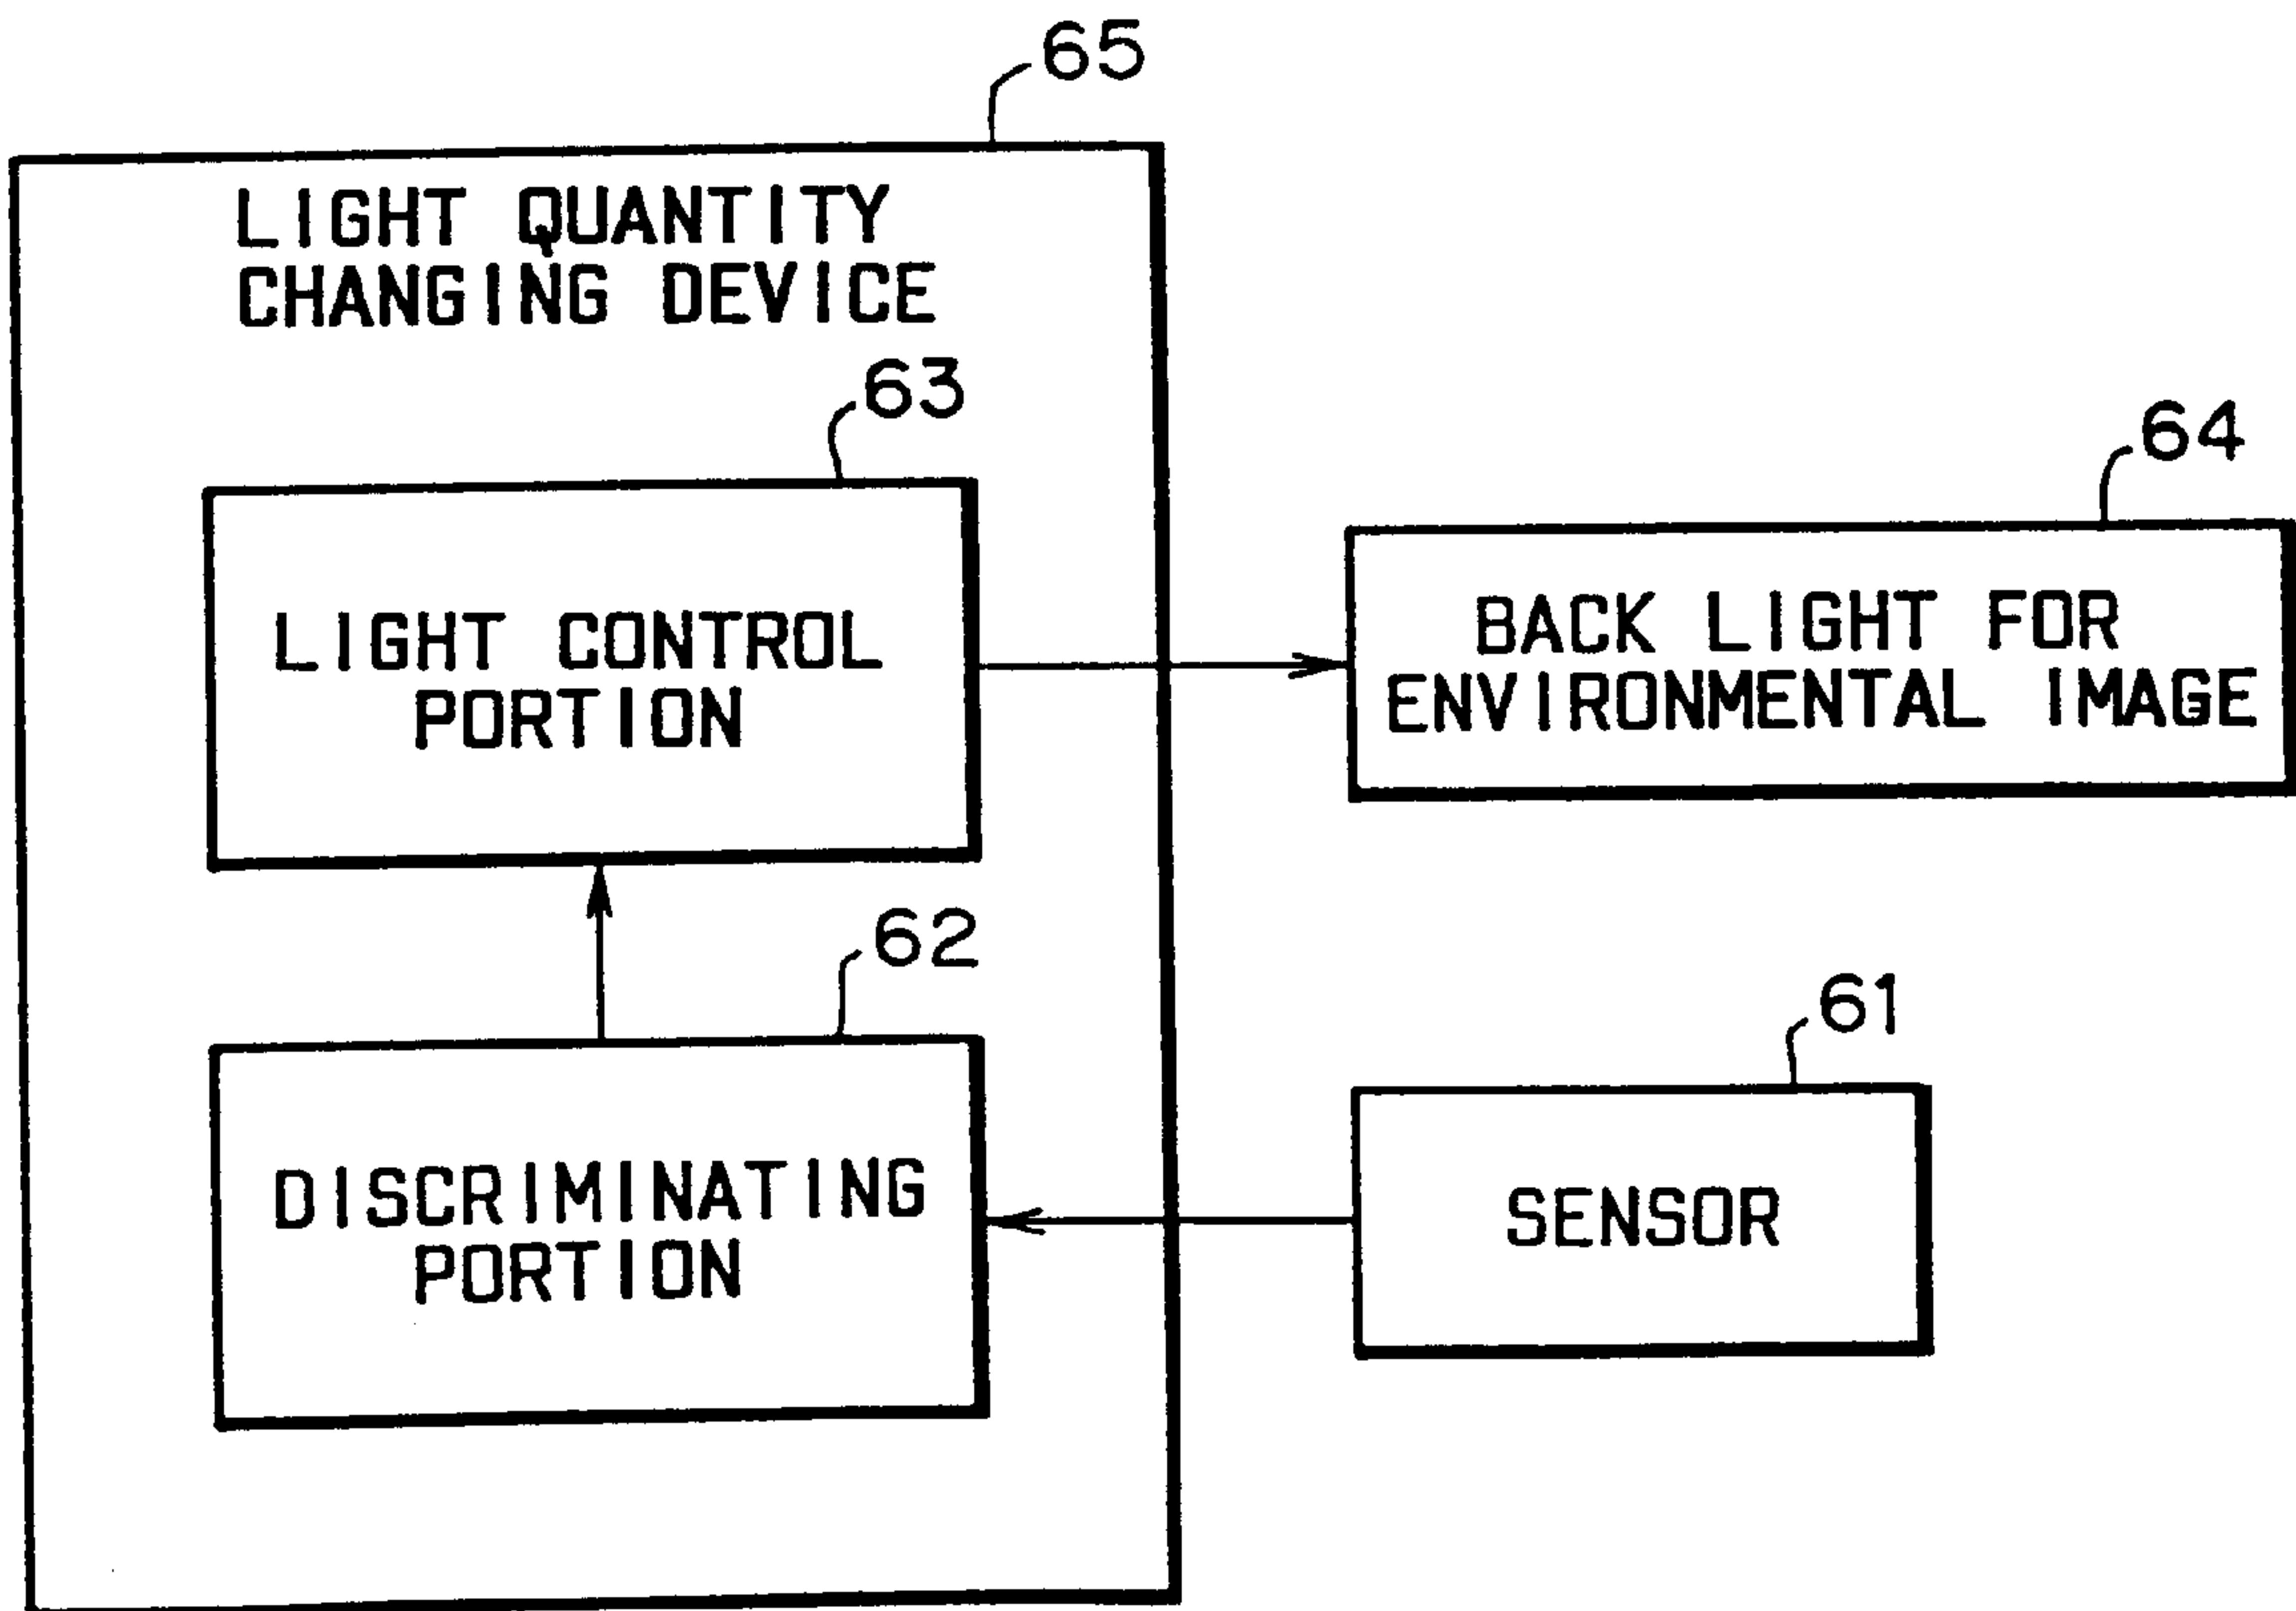 65
LIGHT QUANTITY
CHANGING DEVICE
63
LIGHT CONTROL
PORTION
64
BACK LIGHT FOR
ENVIRONMENTAL IMAGE
62
DISCRIMINATING
PORTION
61
SENSOR